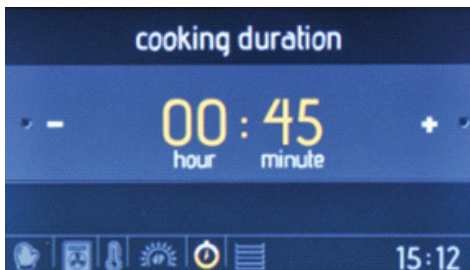 cooking duration
- 00 : 45 +
hour minute
15:12